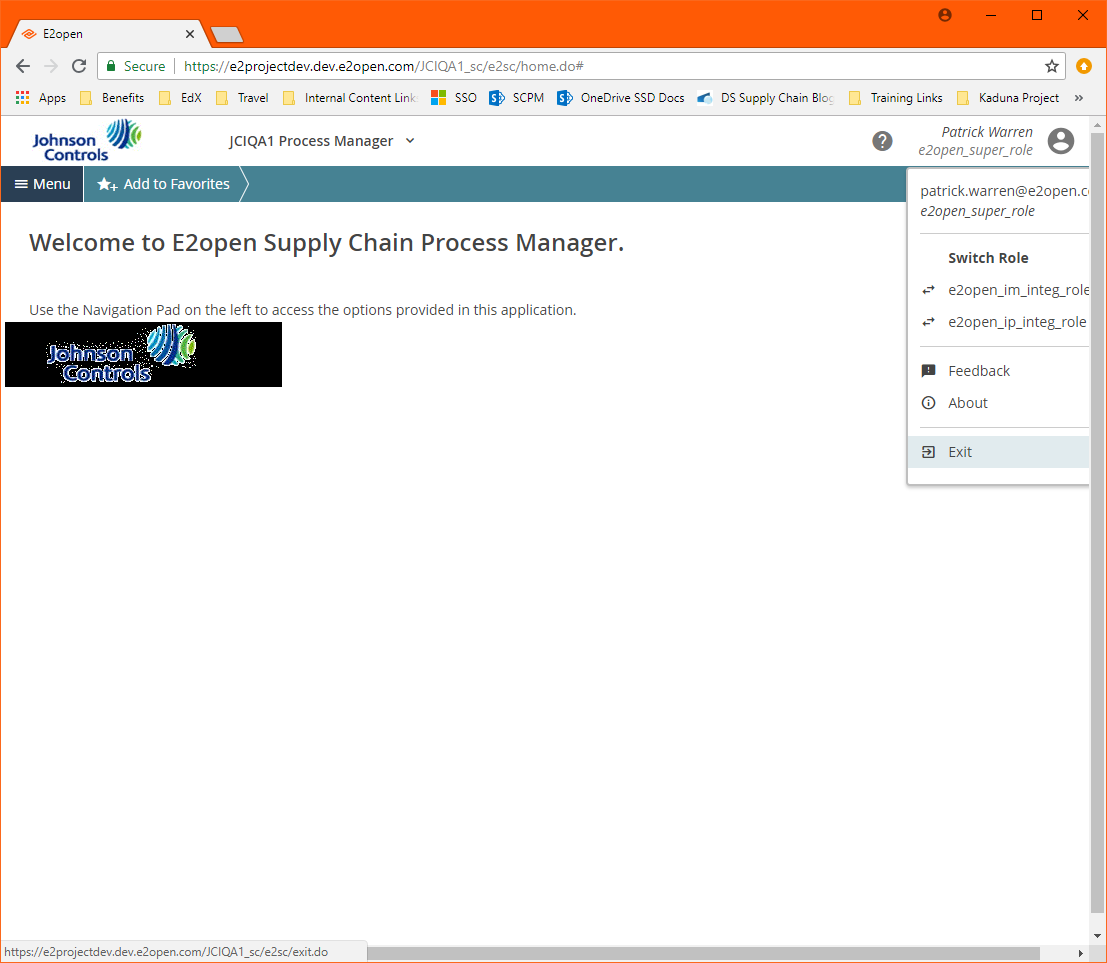 E2open
Secure https://e2projectdev.dev.e2open.com/JCIQA1_sc/e2sc/home.do#
Apps Benefits EdX Travel Internal Content Link SSO SCPM OneDrive SSD Docs DS Supply Chain Blog Training Links Kaduna Project »
Johnson
Controls
JCIQA1 Process Manager
?
Patrick Warren
e2open_super_role
Menu
Add to Favorites
patrick.warren@e2open.c
e2open_super_role
Switch Role
e2open_im_integ_role
e2open_ip_integ_role
Feedback
About
Exit
Welcome to E2open Supply Chain Process Manager.
Use the Navigation Pad on the left to access the options provided in this application.
Johnson
Controls
https://e2projectdev.dev.e2open.com/JCIQA1_sc/e2sc/exit.do